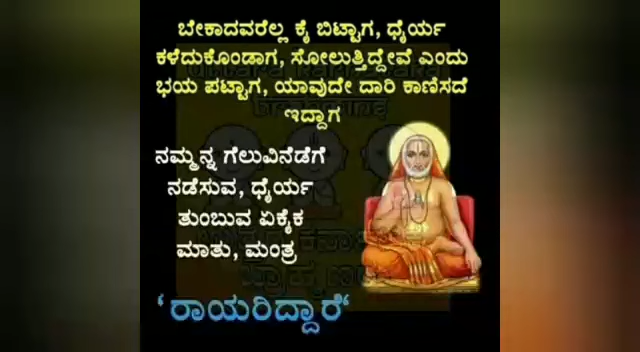 ಬೇಕಾದವರೆಲ್ಲ ಕೈ ಬಿಟ್ಟಾಗ, ಧೈರ್ಯ
ಕಳೆದುಕೊಂಡಾಗ, ಸೋಲುತ್ತಿದ್ದೇವೆ ಎಂದು
ಭಯ ಪಟ್ಟಾಗ, ಯಾವುದೇ ದಾರಿ ಕಾಣಿಸದೆ
ಇದ್ದಾಗ
ನಮ್ಮನ್ನ ಗೆಲುವಿನೆಡೆಗೆ
ನಡೆಸುವ, ಧೈರ್ಯ
ತುಂಬುವ ಏಕೈಕ
ಮಾತು, ಮಂತ್ರ
‘ರಾಯರಿದ್ದಾರೆ‘